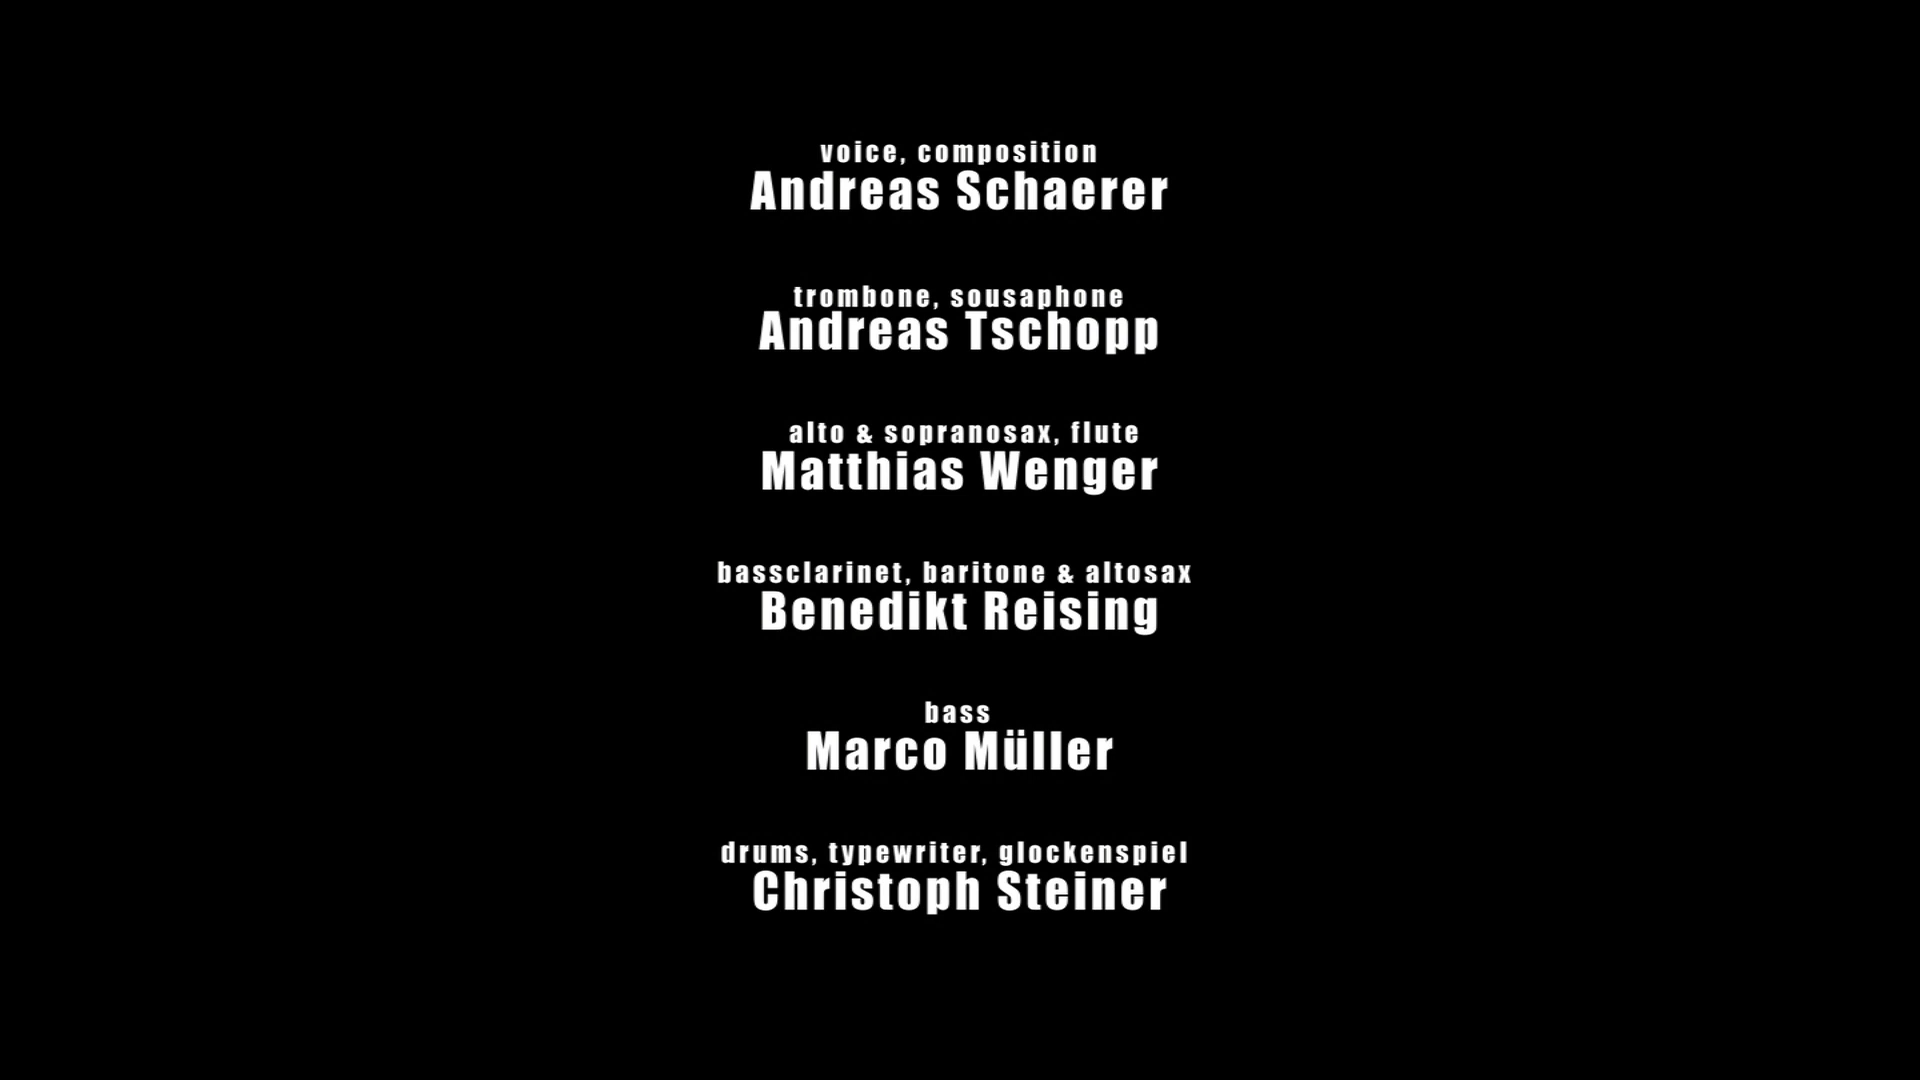 voice, composition
Andreas Schaerer
trombone, sousaphone
Andreas Tschopp
alto & sopranosax, flute
Matthias Wenger
bassclarinet, baritone & altosax
Benedikt Reising
bass
Marco Müller
drums, typewriter, glockenspiel
Christoph Steiner